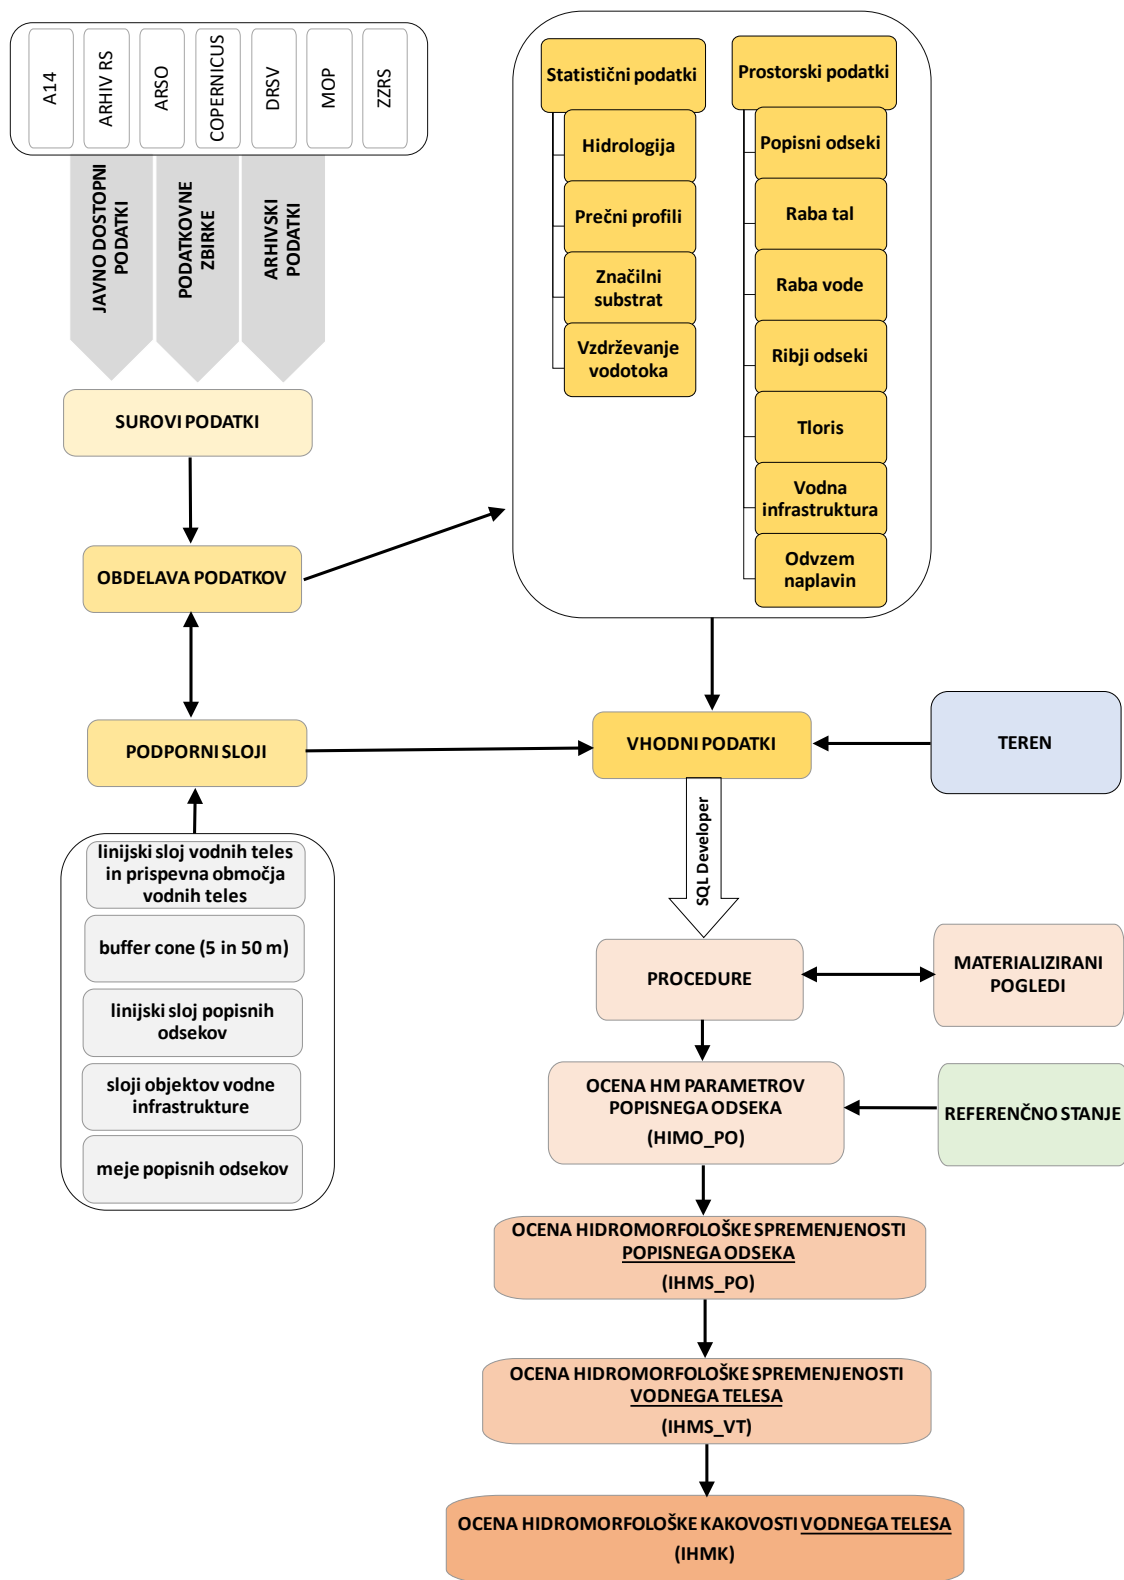 A14
ARHIV RS
ARSO
COPERNICUS
DRSV
MOP
ZZRS
JAVNO DOSTOPNI
PODATKI
PODATKOVNE
ZBIRKE
ARHIVSKI
PODATKI
SUROVI PODATKI
OBDELAVA PODATKOV
PODPORNI SLOJI
linijski sloj vodnih teles
in prispevna območja
vodnih teles
buffer cone (5 in 50 m)
linijski sloj popisnih
odsekov
sloji objektov vodne
infrastrukture
meje popisnih odsekov
Statistični podatki
Hidrologija
Prečni profili
Značilni
substrat
Vzdrževanje
vodotoka
Prostorski podatki
Popisni odseki
Raba tal
Raba vode
Ribji odseki
Tloris
Vodna
infrastruktura
Odvzem
naplavin
VHODNI PODATKI
TEREN
SQL Developer
PROCEDURE
MATERIALIZIRANI
POGLEDI
OCENA HM PARAMETROV
POPISNEGA ODSEKA
(HIMO_PO)
REFERENČNO STANJE
OCENA HIDROMORFOLOŠKE SPREMENJENOSTI
POPISNEGA ODSEKA
(IHMS_PO)
OCENA HIDROMORFOLOŠKE SPREMENJENOSTI
VODNEGA TELESA
(IHMS_VT)
OCENA HIDROMORFOLOŠKE KAKOVOSTI VODNEGA TELESA
(IHMK)